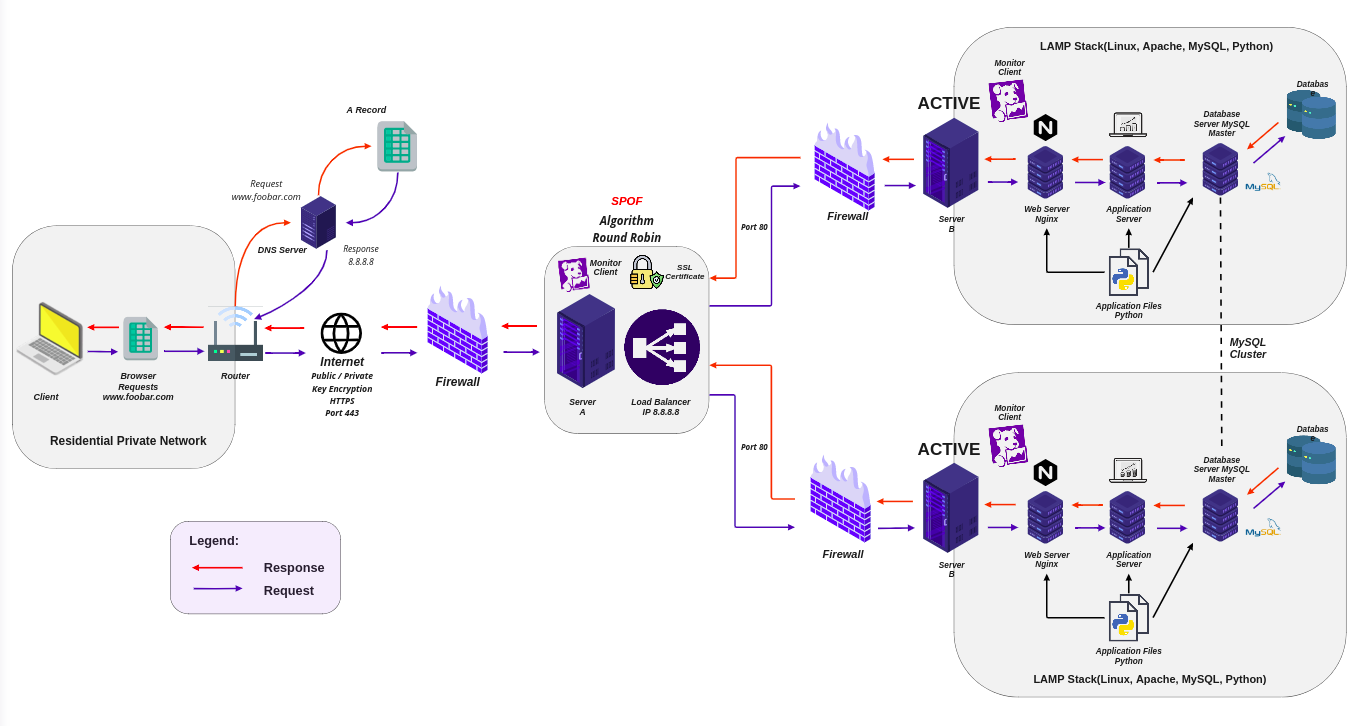 LAMP Stack(Linux, Apache, MySQL, Python)
Monitor
Client
ACTIVE
Databas
e
Database
Server MySQL
Master
MySQL
Web Server
Nginx
Application
Server
Server
B
Firewall
Application Files
Python
Port 80
A Record
Request
www.foobar.com
DNS Server
Response
8.8.8.8
SPOF
Algorithm
Round Robin
Monitor
Client
SSL
Certificate
Server
A
Load Balancer
IP 8.8.8.8
Client
Browser
Requests
www.foobar.com
Router
Residential Private Network
Internet
Public / Private
Key Encryption
HTTPS
Port 443
Firewall
MySQL
Cluster
Port 80
Firewall
ACTIVE
Monitor
Client
Databas
e
Database
Server MySQL
Master
MySQL
Server
B
Web Server
Nginx
Application
Server
Application Files
Python
LAMP Stack(Linux, Apache, MySQL, Python)
Legend:
Response
Request